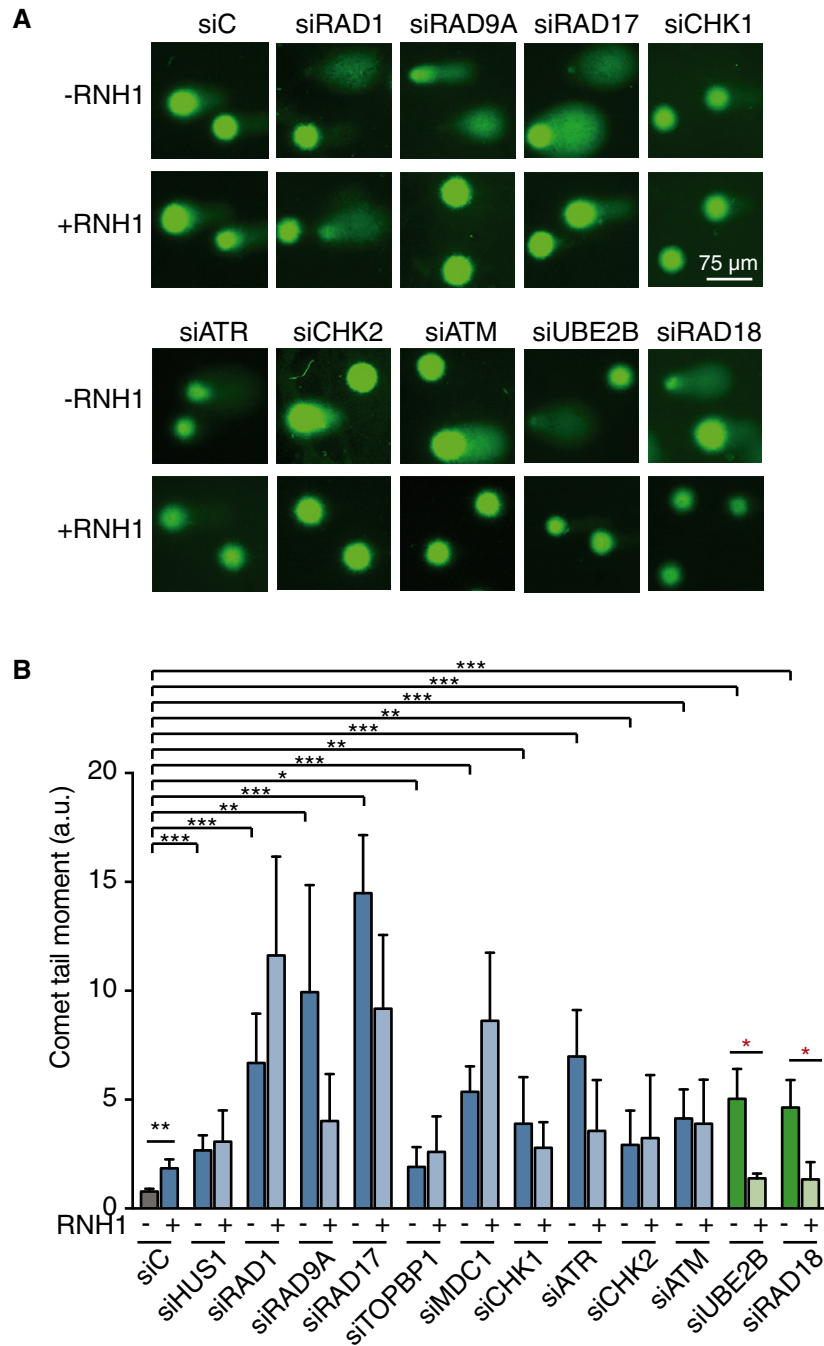 A
siC siRAD1 siRAD9A siRAD17 siCHK1
-RNH1
+RNH1
75 µm
siATR siCHK2 siATM siUBE2B siRAD18
-RNH1
+RNH1
B
***
***
***
**
***
**
***
*
***
**
***
***
20
15
10
5
0
Comet tail moment (a.u.)
**
*
*
RNH1 - + - + - + - + - + - + - + - + - + - + - + - + - +
siC siHUS1 siRAD1 siRAD9A siRAD17 siTOPBP1 siMDC1 siCHK1 siATR siCHK2 siATM siUBE2B siRAD18